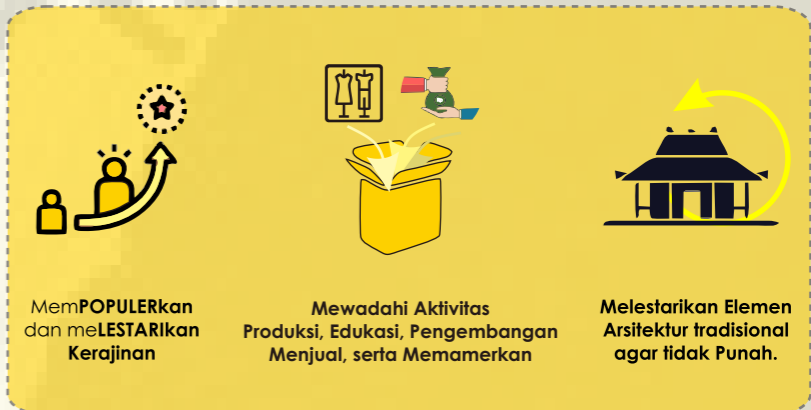 MemPOPULERkan
dan meLESTARIkan
Kerajinan
Mewadahi Aktivitas
Produksi, Edukasi, Pengembangan
Menjual, serta Memamerkan
Melestarikan Elemen
Arsitektur tradisional
agar tidak Punah.